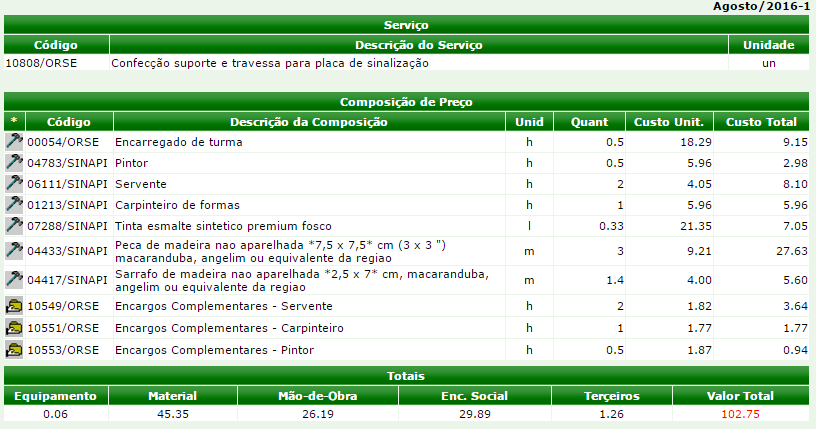 Agosto/2016-1
Serviço
Código Descrição do Serviço Unidade
10808/ORSE Confecção suporte e travessa para placa de sinalização un
Composição de Preço
* Código Descrição da Composição Unid Quant Custo Unit. Custo Total
00054/ORSE Encarregado de turma h 0.5 18.29 9.15
04783/SINAPI Pintor h 0.5 5.96 2.98
06111/SINAPI Servente h 2 4.05 8.10
01213/SINAPI Carpinteiro de formas h 1 5.96 5.96
07288/SINAPI Tinta esmalte sintetico premium fosco l 0.33 21.35 7.05
04433/SINAPI Peca de madeira nao aparelhada *7,5 x 7,5* cm (3 x 3 ") m 3 9.21 27.63
macaranduba, angelim ou equivalente da regiao
04417/SINAPI Sarrafo de madeira nao aparelhada *2,5 x 7* cm, macaranduba, m 1.4 4.00 5.60
angelim ou equivalente da regiao
10549/ORSE Encargos Complementares - Servente h 2 1.82 3.64
10551/ORSE Encargos Complementares - Carpinteiro h 1 1.77 1.77
10553/ORSE Encargos Complementares - Pintor h 0.5 1.87 0.94
Totais
Equipamento Material Mão-de-Obra Enc. Social Terçeiros Valor Total
0.06 45.35 26.19 29.89 1.26 102.75